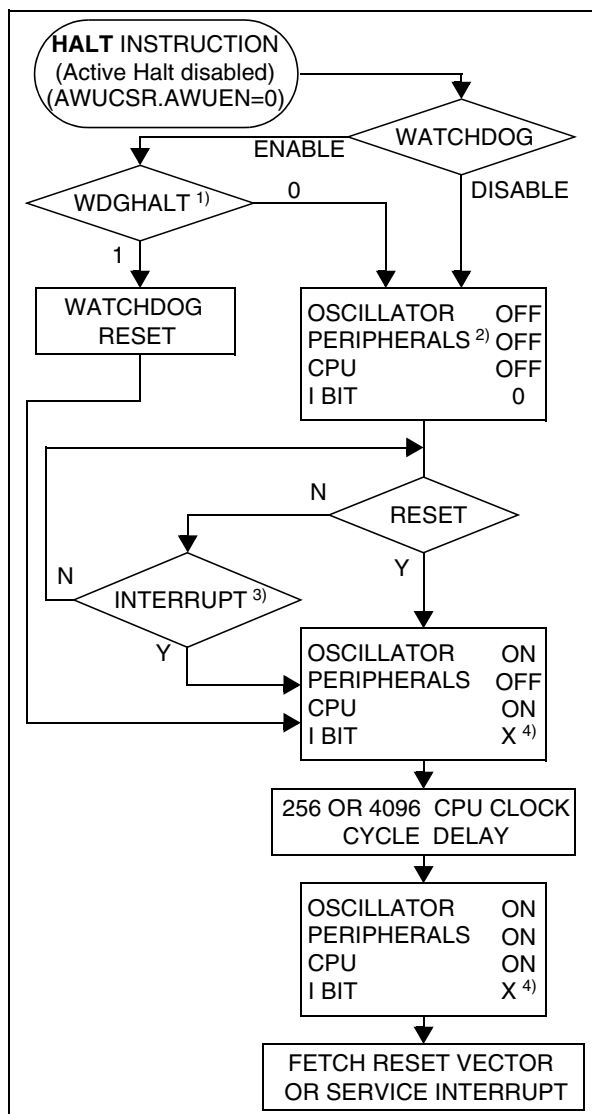 HALT INSTRUCTION
(Active Halt disabled)
(AWUCSR.AWUEN=0)
WATCHDOG
ENABLE
DISABLE
WDGHALT 1)
0
1
WATCHDOG
RESET
OSCILLATOR OFF
PERIPHERALS 2) OFF
CPU OFF
I BIT 0
N
RESET
Y
N
INTERRUPT 3)
Y
OSCILLATOR ON
PERIPHERALS OFF
CPU ON
I BIT X 4)
256 OR 4096 CPU CLOCK
CYCLE DELAY
OSCILLATOR ON
PERIPHERALS ON
CPU ON
I BIT X 4)
FETCH RESET VECTOR
OR SERVICE INTERRUPT